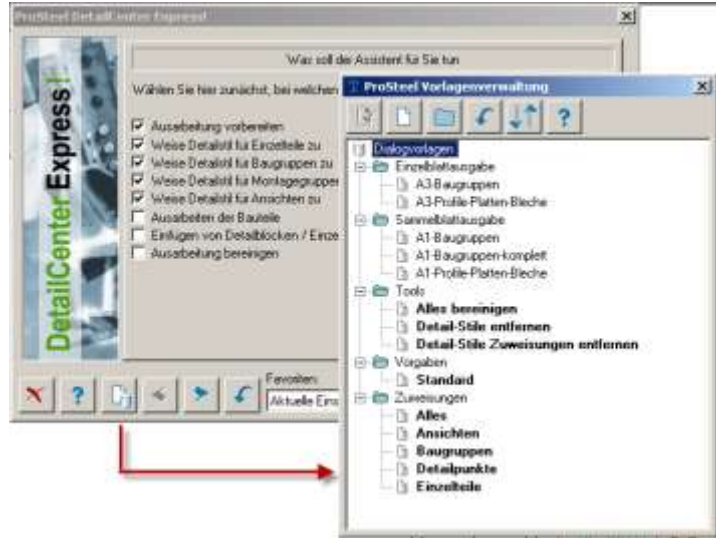 ProSteel DetailCenter Express!
Was soll der Assistent für Sie tun
Wählen Sie hier zunächst, bei welchen
Ausarbeitung vorbereiten
Weise Detailstil für Einzelteile zu
Weise Detailstil für Baugruppen zu
Weise Detailstil für Montagegruppen
Weise Detailstil für Ansichten zu
Ausarbeiten der Bauteile
Einfügen von Detailblöcken / Einze
Ausarbeitung bereinigen
DetailCenter Express!
Favoriten:
Aktuelle Eins
ProSteel Vorlagenverwaltung
Dialogvorlagen
Einzelblattausgabe
A3-Baugruppen
A3-Profile-Platten-Bleche
Sammelblattausgabe
A1-Baugruppen
A1-Baugruppen-komplett
A1-Profile-Platten-Bleche
Tools
Alles bereinigen
Detail-Stile entfernen
Detail-Stile Zuweisungen entfernen
Vorgaben
Standard
Zuweisungen
Alles
Ansichten
Baugruppen
Detailpunkte
Einzelteile